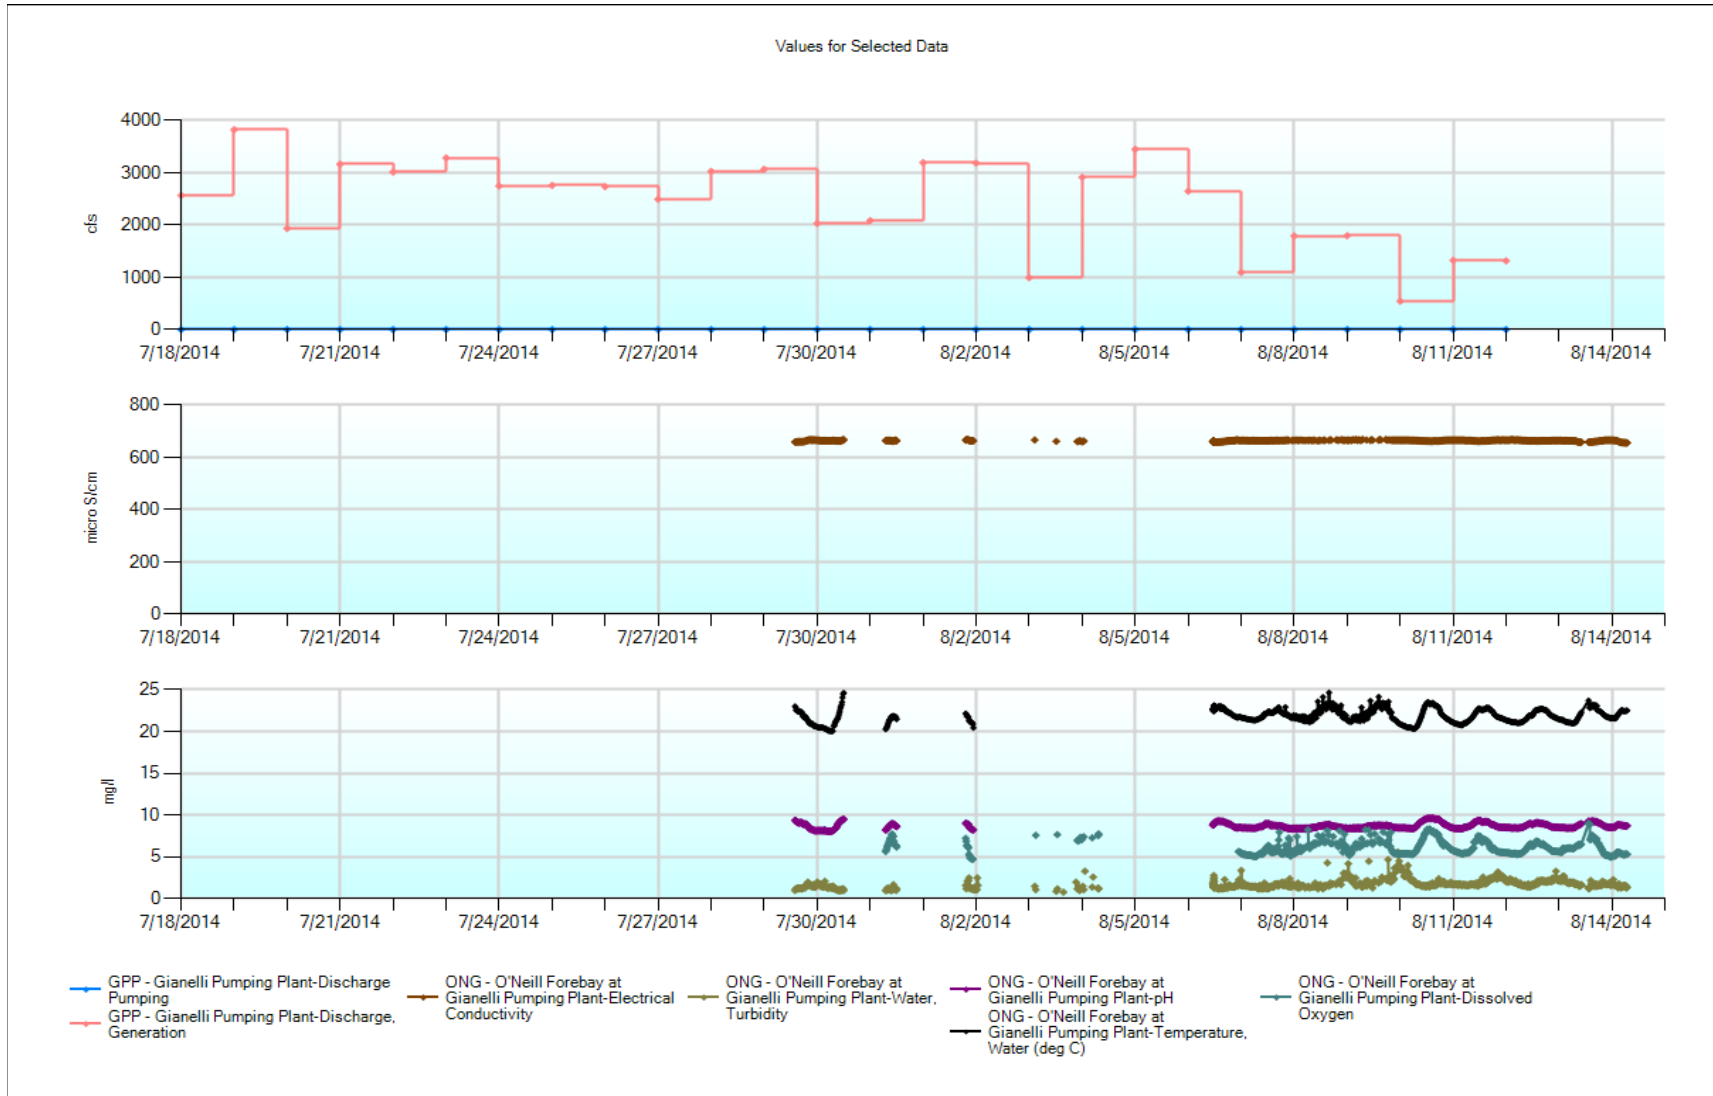 Values for Selected Data
4000
3000
2000
1000
0
cfs
7/18/2014 7/21/2014 7/24/2014 7/27/2014 7/30/2014 8/2/2014 8/5/2014 8/8/2014 8/11/2014 8/14/2014
800
600
400
200
0
micro S/cm
7/18/2014 7/21/2014 7/24/2014 7/27/2014 7/30/2014 8/2/2014 8/5/2014 8/8/2014 8/11/2014 8/14/2014
25
20
15
10
5
0
mg/l
7/18/2014 7/21/2014 7/24/2014 7/27/2014 7/30/2014 8/2/2014 8/5/2014 8/8/2014 8/11/2014 8/14/2014
GPP - Gianelli Pumping Plant-Discharge
Pumping
GPP - Gianelli Pumping Plant-Discharge,
Generation
ONG - O'Neill Forebay at
Gianelli Pumping Plant-Electrical
Conductivity
ONG - O'Neill Forebay at
Gianelli Pumping Plant-Water,
Turbidity
ONG - O'Neill Forebay at
Gianelli Pumping Plant-pH
ONG - O'Neill Forebay at
Gianelli Pumping Plant-Temperature,
Water (deg C)
ONG - O'Neill Forebay at
Gianelli Pumping Plant-Dissolved
Oxygen